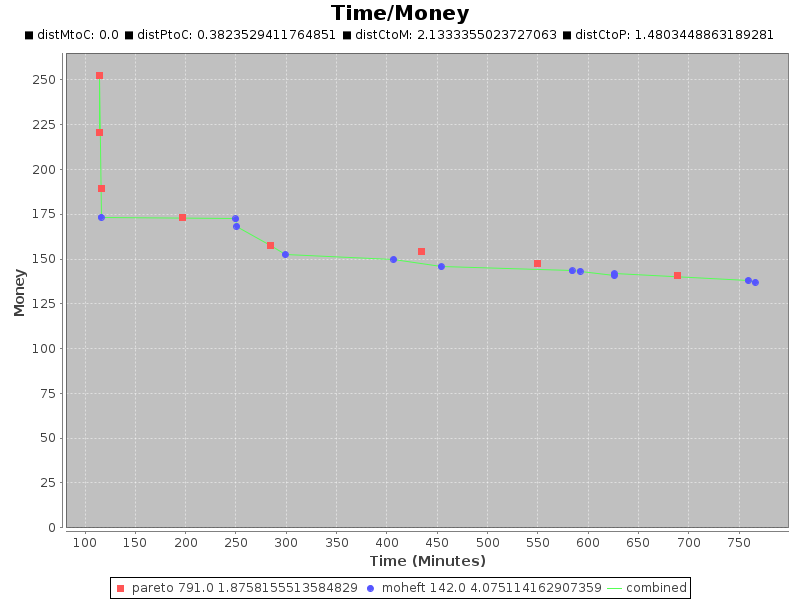 Time/Money
distMtoC: 0.0 distPtoC: 0.3823529411764851 distCtoM: 2.1333355023727063 distCtoP: 1.4803448863189281
Money
250
225
200
175
150
125
100
75
50
25
0
100 150 200 250 300 350 400 450 500 550 600 650 700 750
Time (Minutes)
pareto 791.0 1.8758155513584829 moheft 142.0 4.075114162907359 combined